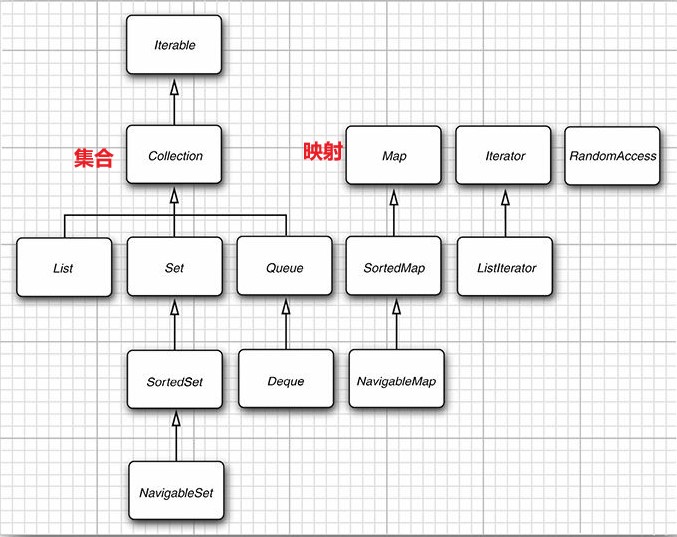 Iterable
集合
Collection
映射
Map
Iterator
RandomAccess
List
Set
Queue
SortedMap
ListIterator
SortedSet
Deque
NavigableMap
NavigableSet